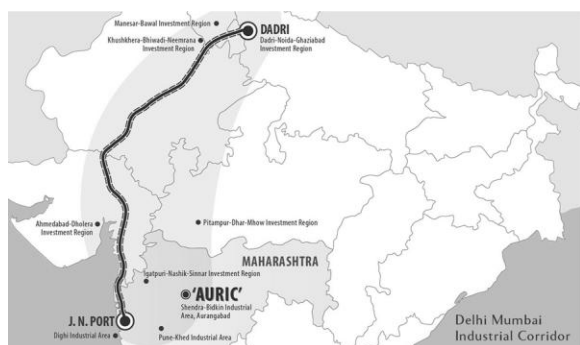 Manesar-Bawal Investment Region
Khushkhera-Bhiwadi-Neemrana
Investment Region
DADRI
Dadri-Noida-Ghaziabad
Investment Region
Ahmedabad-Dholera
Investment Region
Pitampur-Dhar-Mhow Investment Region
MAHARASHTRA
Igatpuri-Nashik-Sinnar Investment Region
'AURIC'
Shendra-Bidkin Industrial
Area, Aurangabad
J. N. PORT
Dighi Industrial Area
Pune-Khed Industrial Area
Delhi Mumbai
Industrial Corridor